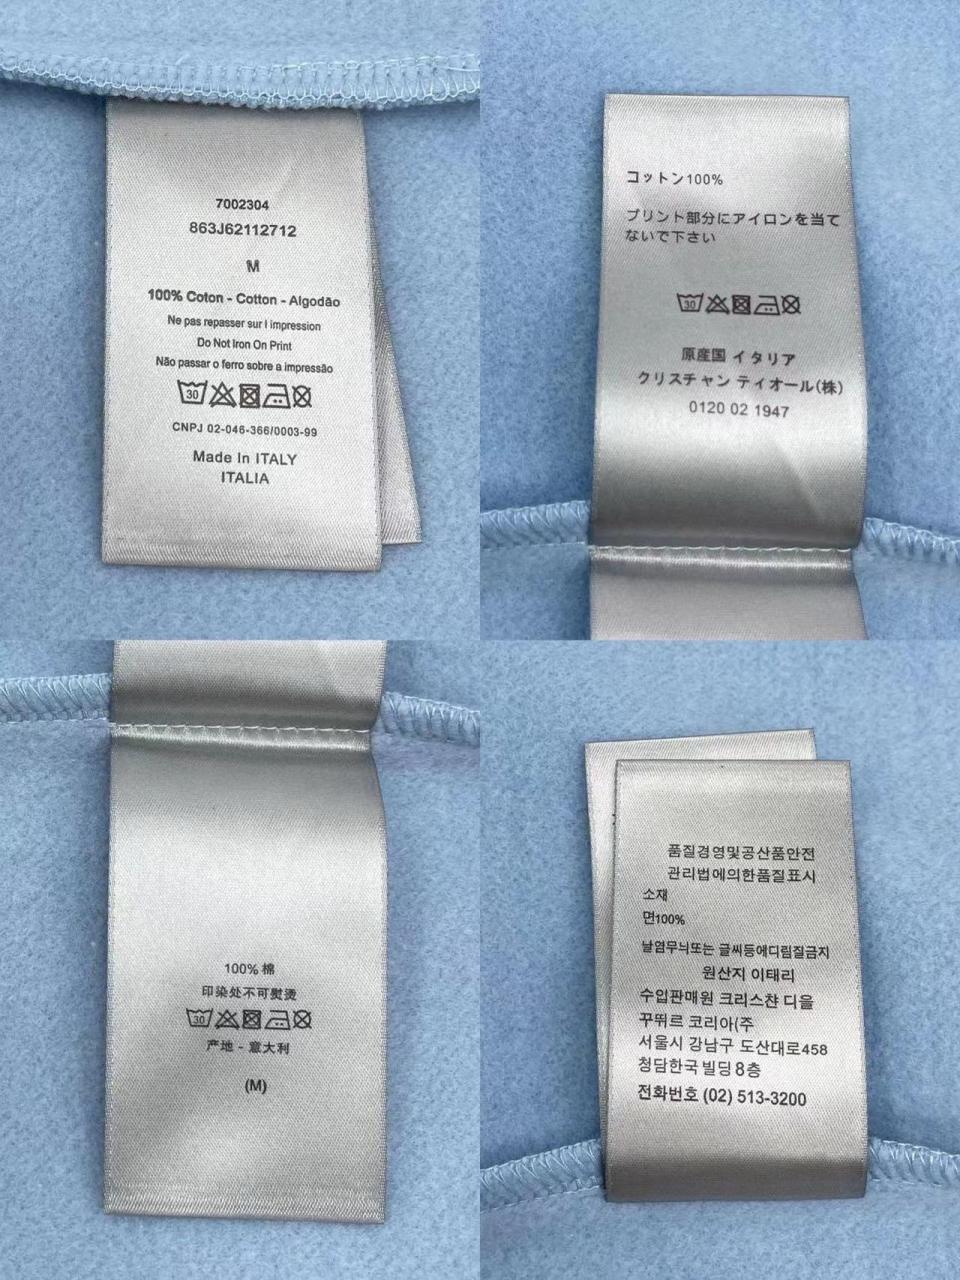 7002304
863J62112712
M
100% Coton - Cotton - Algodão
Ne pas repasser sur l impression
Do Not Iron On Print
Não passar o ferro sobre a impressão
30
CNPJ 02-046-366/0003-99
Made In ITALY
ITALIA
コットン100%
プリント部分にアイロンを当て
ないで下さい
30
原産国 イタリア
クリスチャン ティオール(株)
0120 02 1947
100% 棉
印染处不可熨烫
30
产地 - 意大利
(M)
품질경영및공산품안전
관리법에의한품질표시
소재
면100%
날염무늬또는 글씨등에디림질금지
원산지 이태리
수입판매원 크리스챤 디올
꾸뛰르 코리아(주
서울시 강남구 도산대로458
청담한국빌딩8층
전화번호 (02) 513-3200